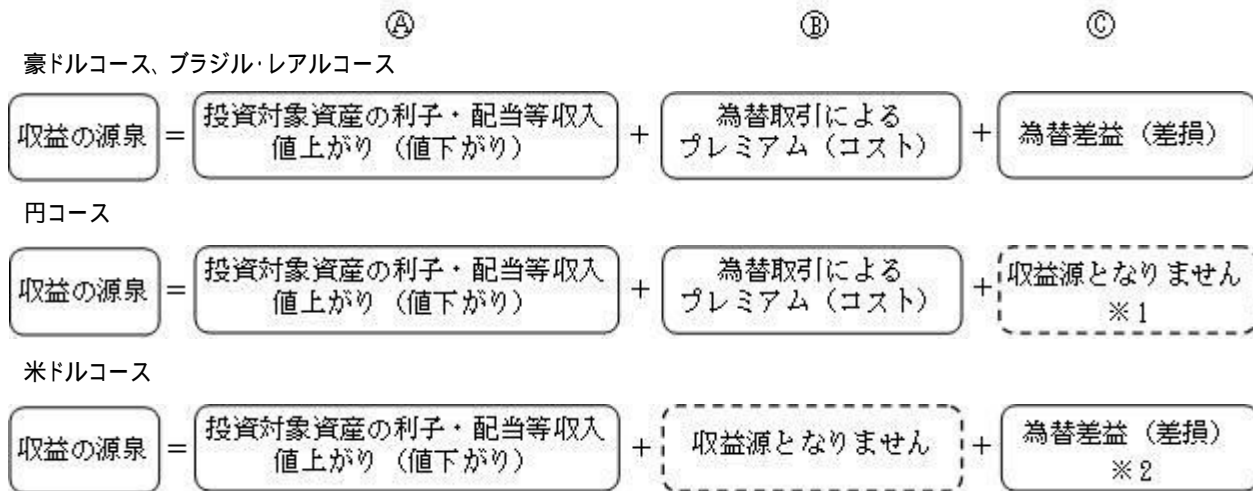 Ⓐ Ⓑ Ⓒ
豪ドルコース、ブラジル・レアルコース
収益の源泉 = 投資対象資産の利子・配当等収入 値上がり（値下がり） + 為替取引による プレミアム（コスト） + 為替差益（差損）
円コース
収益の源泉 = 投資対象資産の利子・配当等収入 値上がり（値下がり） + 為替取引による プレミアム（コスト） + 収益源となりません ※1
米ドルコース
収益の源泉 = 投資対象資産の利子・配当等収入 値上がり（値下がり） + 収益源となりません + 為替差益（差損） ※2